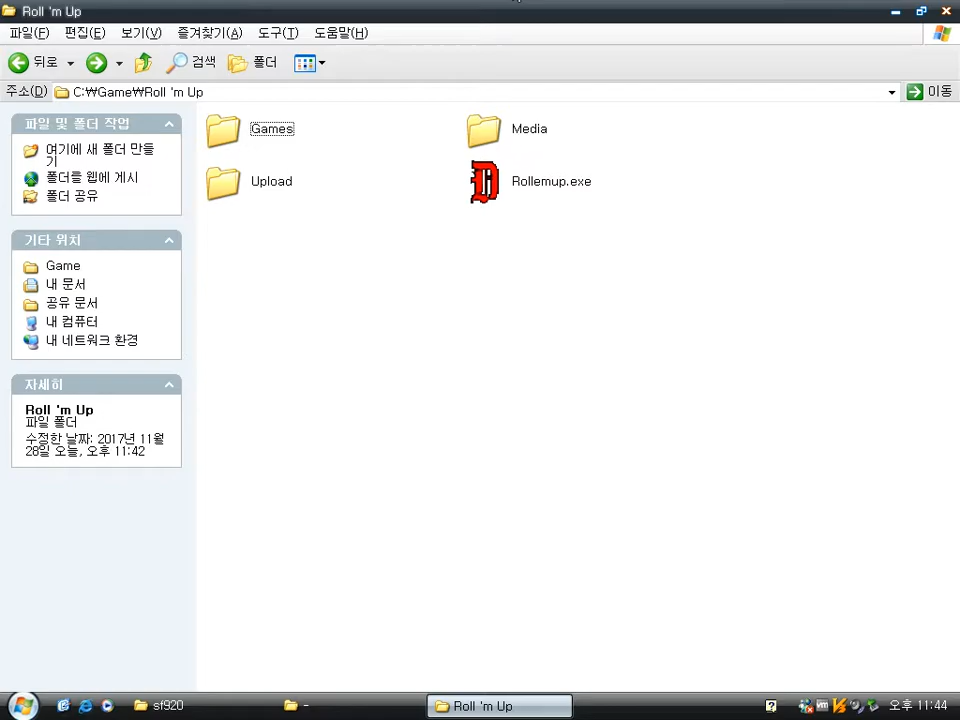 Roll 'm Up
파일(F) 편집(E) 보기(V) 즐겨찾기(A) 도구(T) 도움말(H)
뒤로 검색 폴더
주소(D) C:₩Game₩Roll 'm Up 이동
파일 및 폴더 작업
여기에 새 폴더 만들
기
폴더를 웹에 게시
폴더 공유
기타 위치
Game
내 문서
공유 문서
내 컴퓨터
내 네트워크 환경
자세히
Roll 'm Up
파일 폴더
수정한 날짜: 2017년 11월
28일 오늘, 오후 11:42
Games
Media
Upload
Rollemup.exe
sf920 - Roll 'm Up 오후 11:44